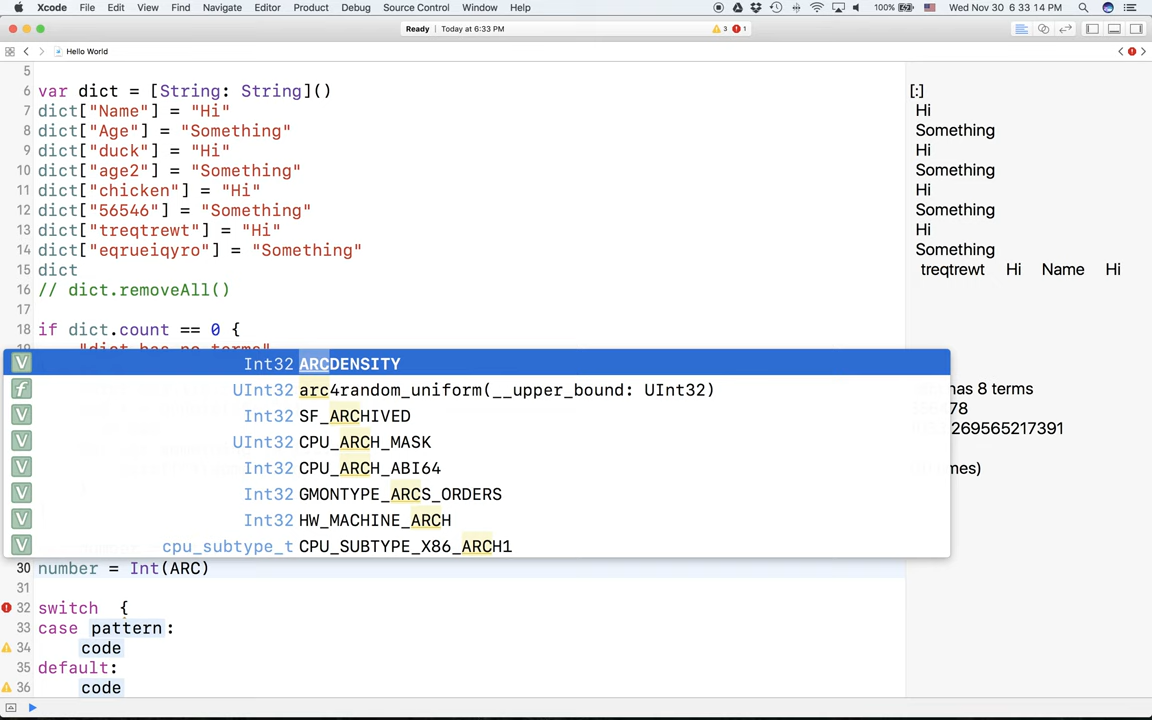 Xcode File Edit View Find Navigate Editor Product Debug Source Control Window Help 100% Wed Nov 30 6 33 14 PM
Ready Today at 6:33 PM 3 1
Hello World
5
6 var dict = [String: String]() [:]
7 dict["Name"] = "Hi" Hi
8 dict["Age"] = "Something" Something
9 dict["duck"] = "Hi" Hi
10 dict["age2"] = "Something" Something
11 dict["chicken"] = "Hi" Hi
12 dict["56546"] = "Something" Something
13 dict["treqtrewt"] = "Hi" Hi
14 dict["eqrueiqyro"] = "Something" Something
15 dict treqtrewt Hi Name Hi
16 // dict.removeAll()
17
18 if dict.count == 0 {
V Int32 ARCDENSITY
f UInt32 arc4random_uniform(__upper_bound: UInt32) has 8 terms
V Int32 SF_ARCHIVED 78
V UInt32 CPU_ARCH_MASK 269565217391
V Int32 CPU_ARCH_ABI64
V Int32 GMONTYPE_ARCS_ORDERS
V Int32 HW_MACHINE_ARCH
V cpu_subtype_t CPU_SUBTYPE_X86_ARCH1
30 number = Int(ARC)
31
32 switch {
33 case pattern:
34 code
35 default:
36 code